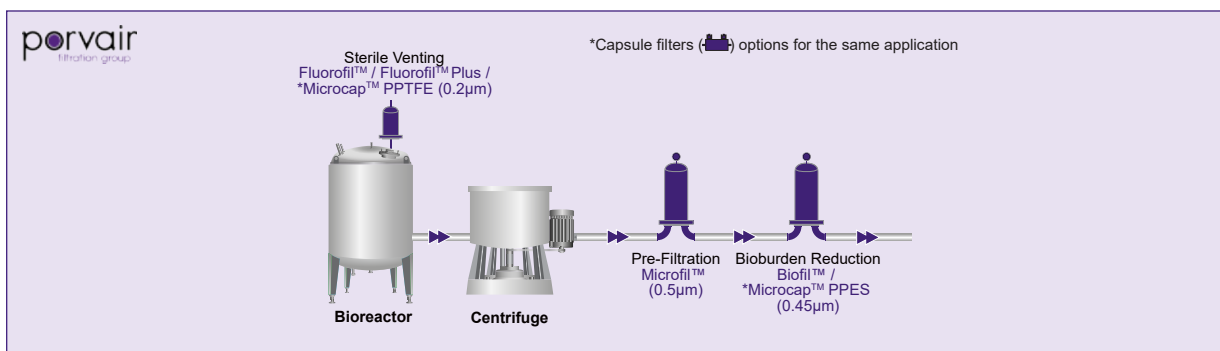 porvair
filtration group
*Capsule filters ( ) options for the same application
Sterile Venting
Fluorofil™ / Fluorofil™ Plus /
*Microcap™ PPTFE (0.2µm)
Pre-Filtration
Microfil™
(0.5µm)
Bioburden Reduction
Biofil™ /
*Microcap™ PPES
(0.45µm)
Bioreactor
Centrifuge